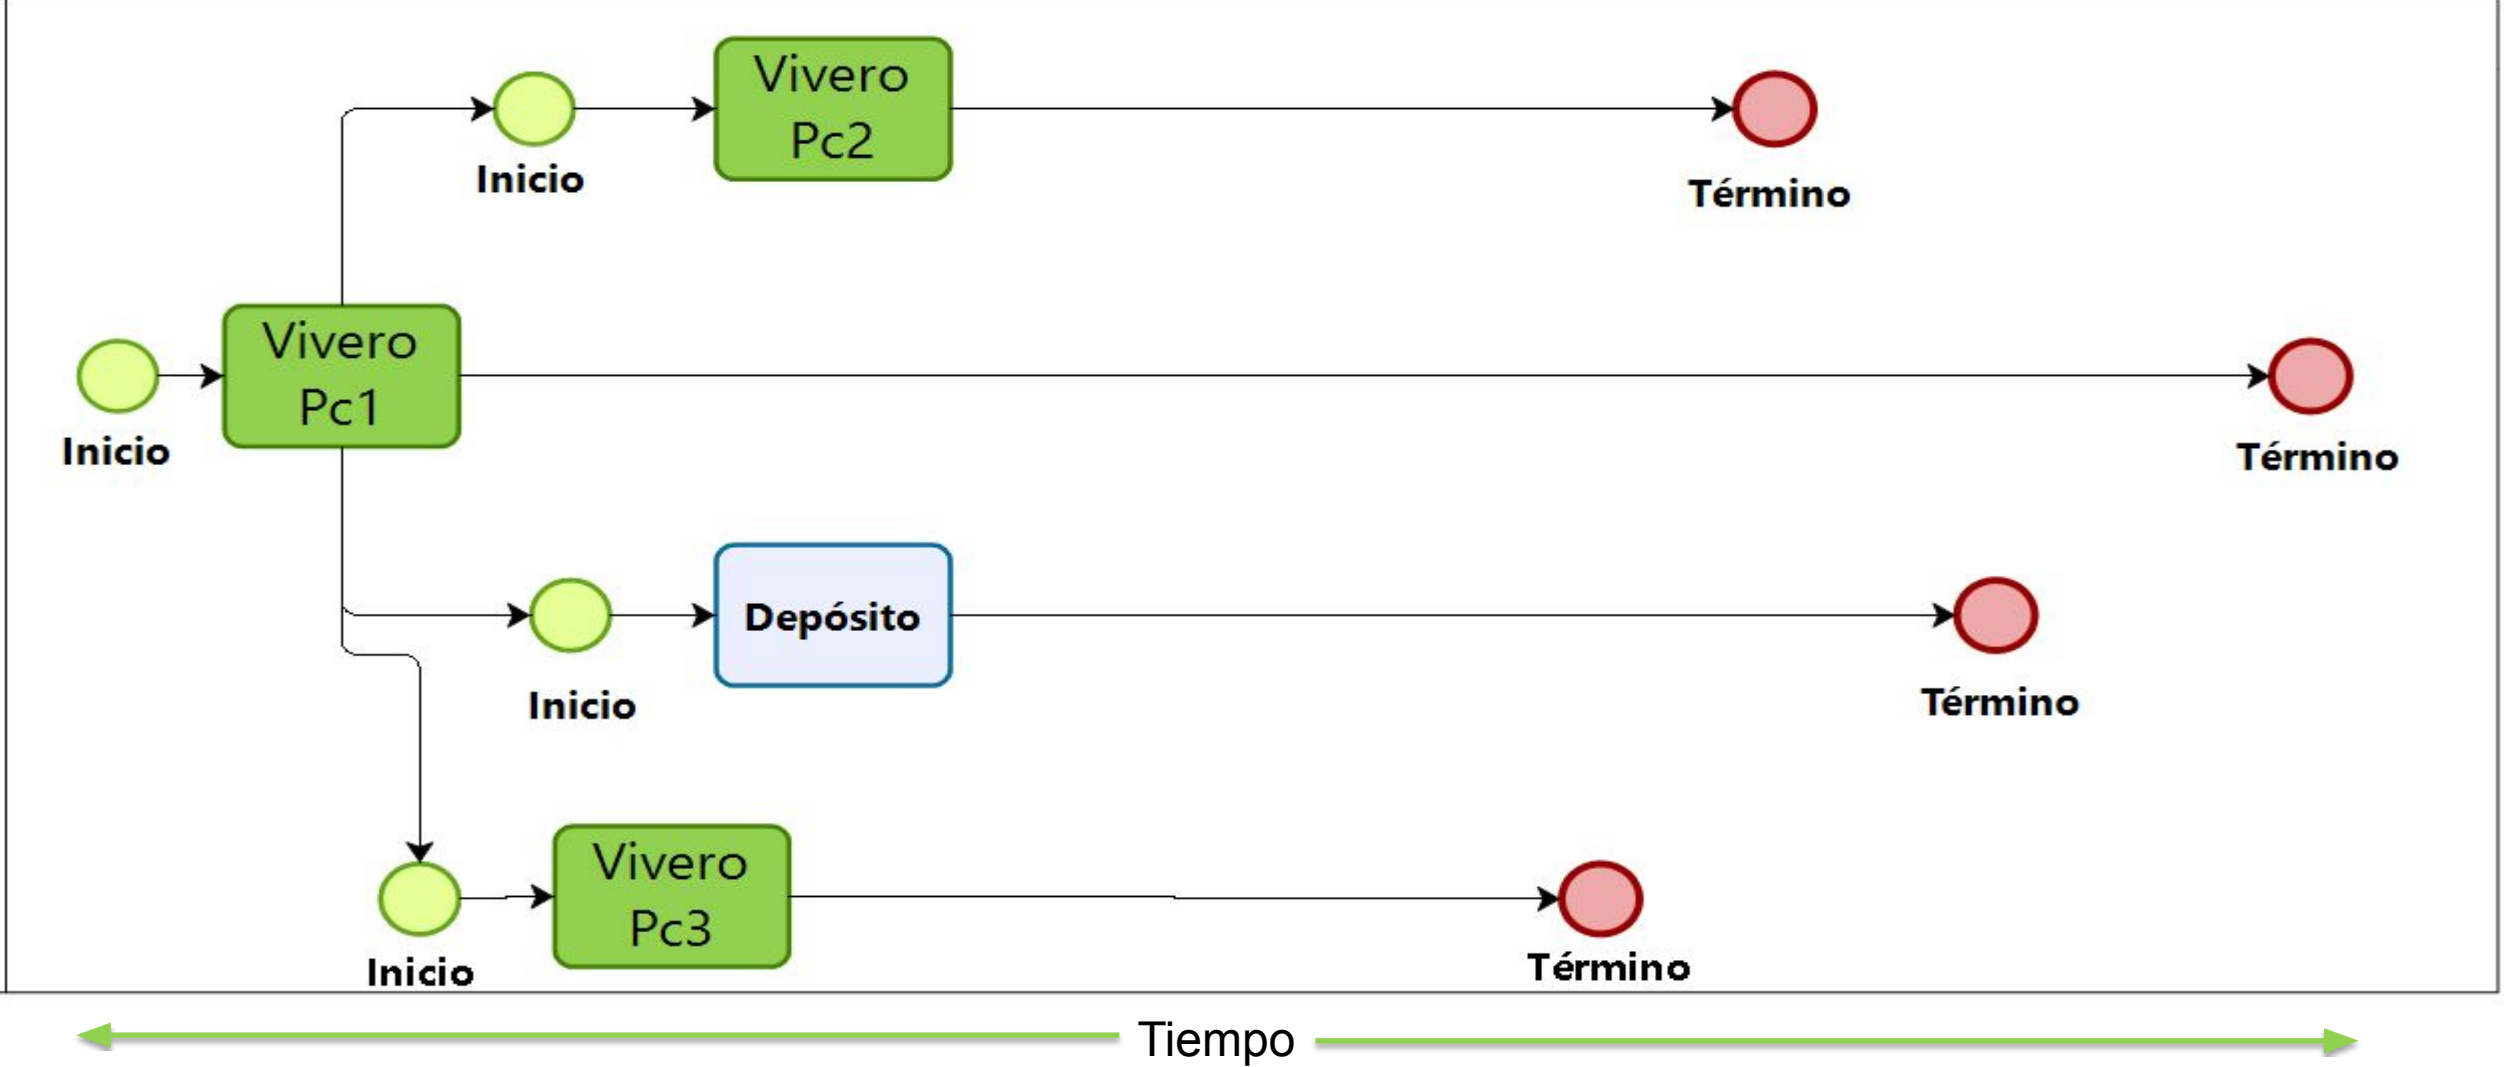 Vivero
Pc2
Inicio
Término
Vivero
Pc1
Inicio
Término
Depósito
Inicio
Término
Vivero
Pc3
Inicio
Término
Tiempo